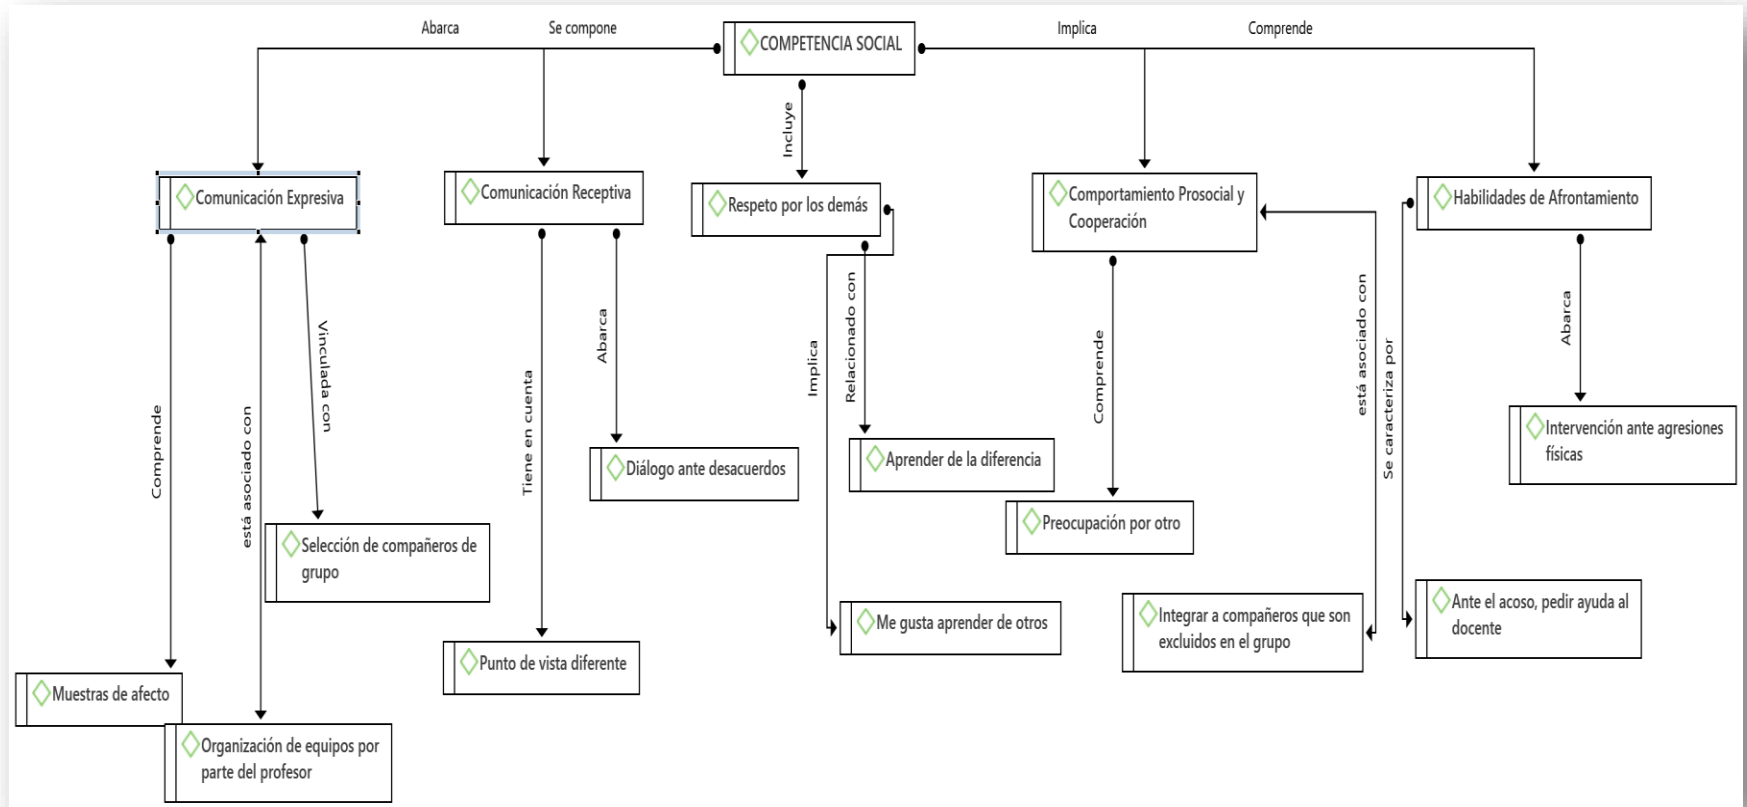 Abarca
Se compone
COMPETENCIA SOCIAL
Implica
Comprende
Incluye
Comunicación Expresiva
Comunicación Receptiva
Respeto por los demás
Comportamiento Prosocial y
Cooperación
Habilidades de Afrontamiento
Comprende
está asociado con
Vinculada con
Tiene en cuenta
Abarca
Implica
Relacionado con
Comprende
está asociado con
Se caracteriza por
Abarca
Intervención ante agresiones
físicas
Diálogo ante desacuerdos
Aprender de la diferencia
Preocupación por otro
Selección de compañeros de
grupo
Punto de vista diferente
Me gusta aprender de otros
Integrar a compañeros que son
excluidos en el grupo
Ante el acoso, pedir ayuda al
docente
Muestras de afecto
Organización de equipos por
parte del profesor